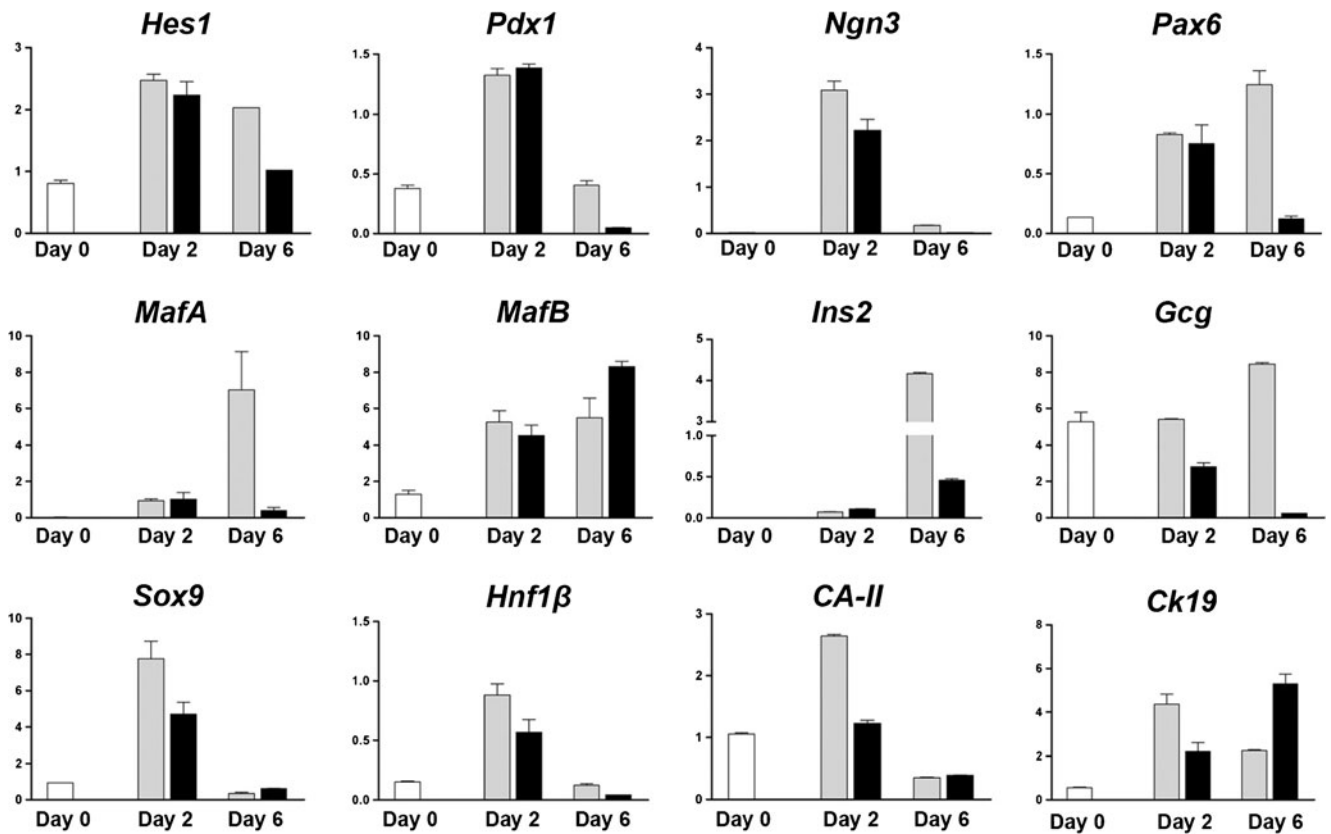 Hes1 Pdx1 Ngn3 Pax6
3 2 1 0
1.5 1.0 0.5 0.0
4 3 2 1 0
1.5 1.0 0.5 0.0
Day 0 Day 2 Day 6 Day 0 Day 2 Day 6 Day 0 Day 2 Day 6 Day 0 Day 2 Day 6
MafA MafB Ins2 Gcg
10 8 6 4 2 0
10 8 6 4 2 0
5 4 3 1.0 0.5 0.0
10 8 6 4 2 0
Day 0 Day 2 Day 6 Day 0 Day 2 Day 6 Day 0 Day 2 Day 6 Day 0 Day 2 Day 6
Sox9 Hnf1β CA-II Ck19
10 8 6 4 2 0
1.5 1.0 0.5 0.0
3 2 1 0
8 6 4 2 0
Day 0 Day 2 Day 6 Day 0 Day 2 Day 6 Day 0 Day 2 Day 6 Day 0 Day 2 Day 6